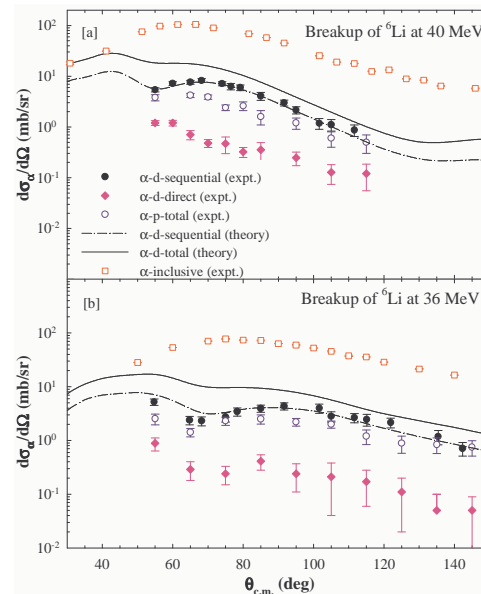 [a]
Breakup of ⁶Li at 40 MeV
10²
10¹
10⁰
10⁻¹
10⁻²
dσ_α/dΩ (mb/sr)
α-d-sequential (expt.)
α-d-direct (expt.)
α-p-total (expt.)
α-d-sequential (theory)
α-d-total (theory)
α-inclusive (expt.)
[b]
Breakup of ⁶Li at 36 MeV
10²
10¹
10⁰
10⁻¹
10⁻²
dσ_α/dΩ (mb/sr)
40 60 80 100 120 140
θ_c.m. (deg)